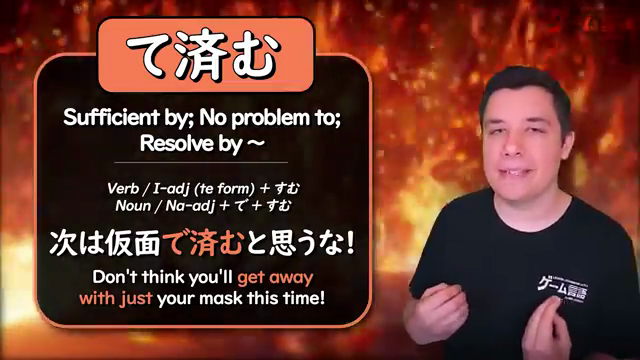 て済む
Sufficient by; No problem to;
Resolve by ～
Verb / I-adj (te form) + すむ
Noun / Na-adj + で + すむ
次は仮面で済むと思うな!
Don't think you'll get away
with just your mask this time!
ゲーム言語